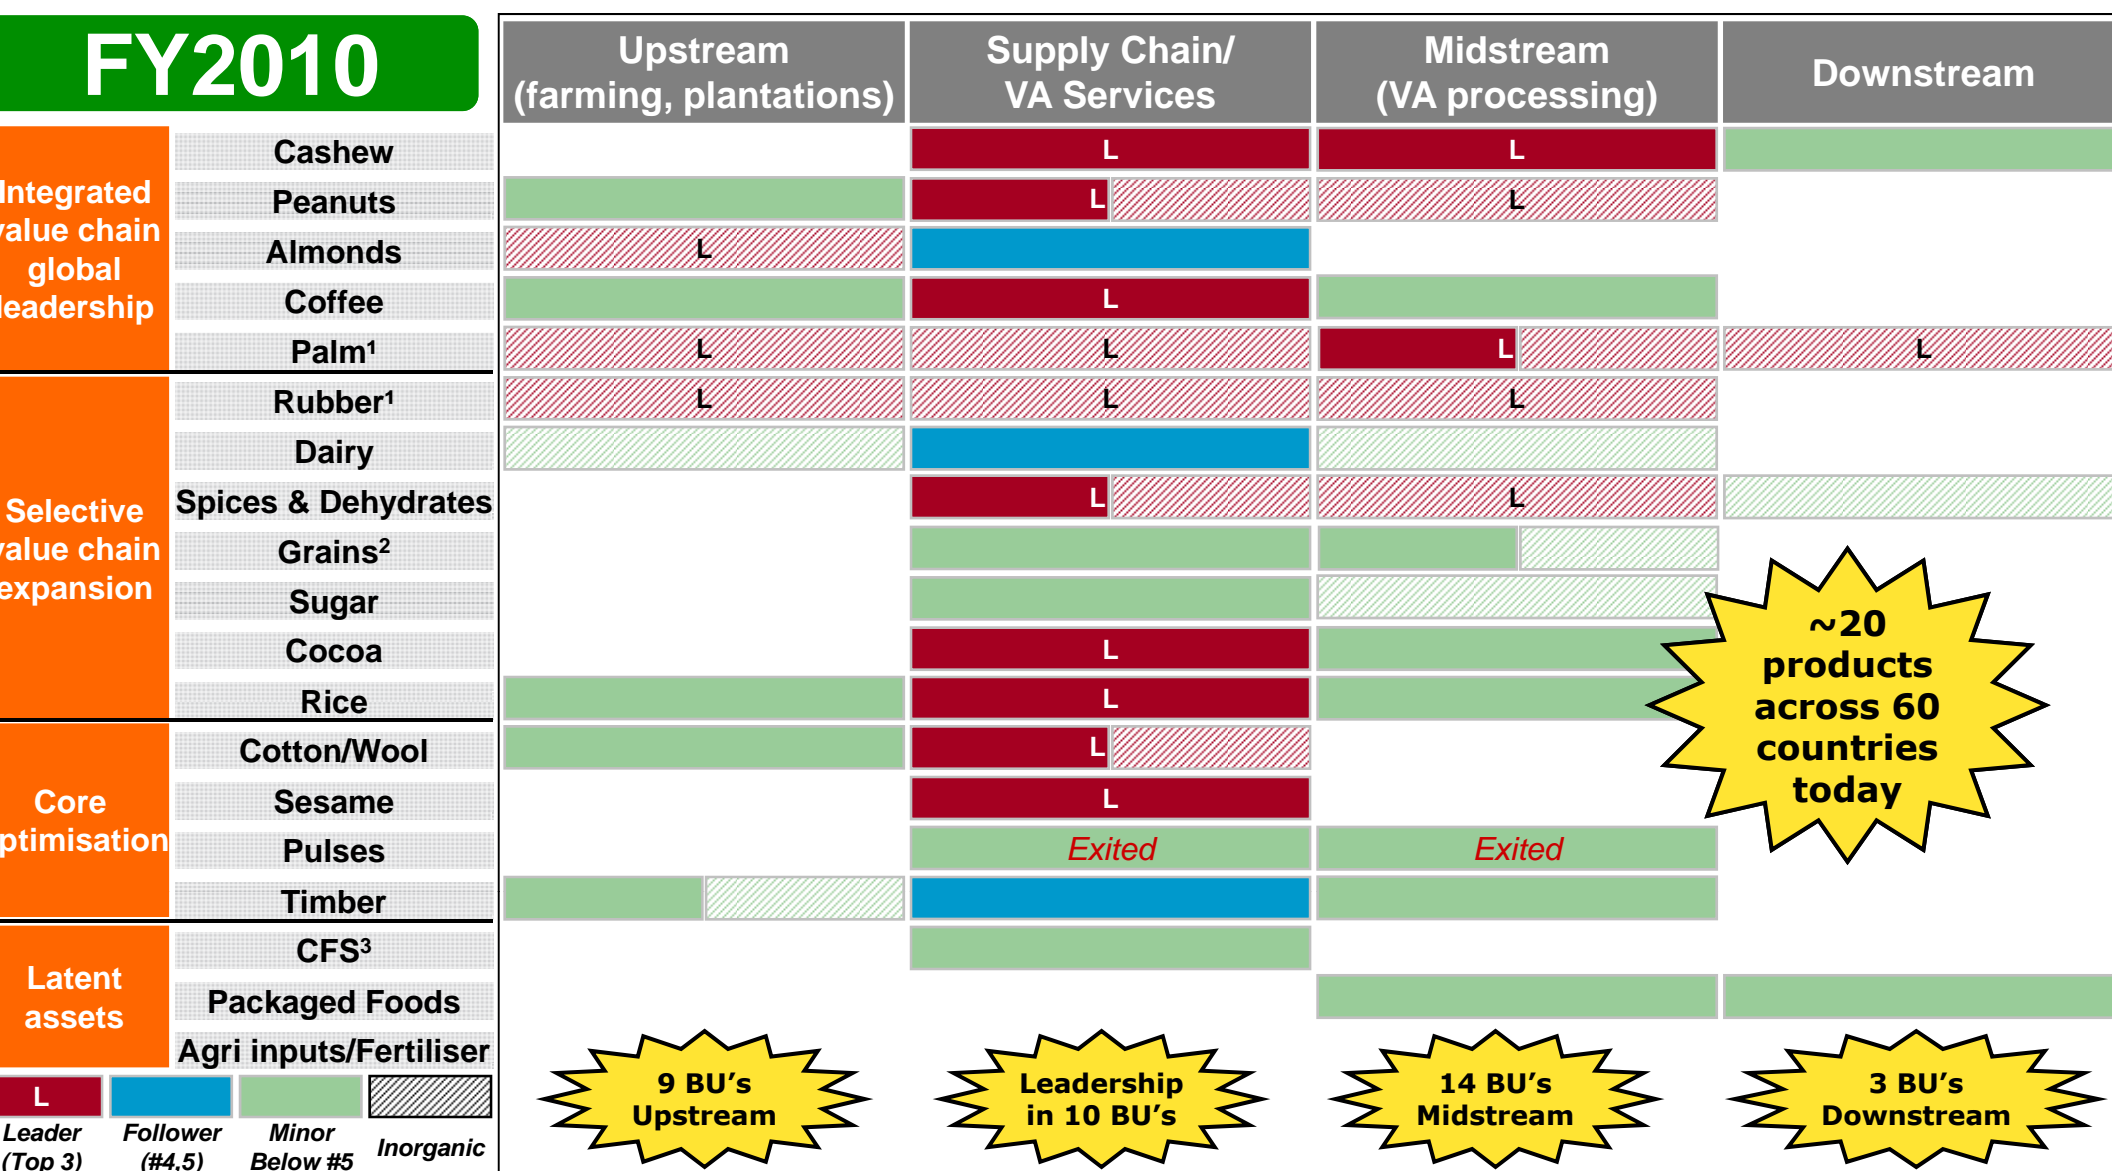 FY2010
Upstream
(farming, plantations)
Supply Chain/
VA Services
Midstream
(VA processing)
Downstream
Integrated
value chain
global
leadership
Cashew
L
L
Peanuts
L
L
Almonds
L
Coffee
L
Palm¹
L
L
L
L
Selective
value chain
expansion
Rubber¹
L
L
L
Dairy
Spices & Dehydrates
L
L
Grains²
Sugar
Cocoa
L
Rice
L
~20
products
across 60
countries
today
Core
optimisation
Cotton/Wool
L
Sesame
L
Pulses
Exited
Exited
Timber
Latent
assets
CFS³
Packaged Foods
Agri inputs/Fertiliser
9 BU’s
Upstream
Leadership
in 10 BU’s
14 BU’s
Midstream
3 BU’s
Downstream
L
Leader
(Top 3)
Follower
(#4,5)
Minor
Below #5
Inorganic